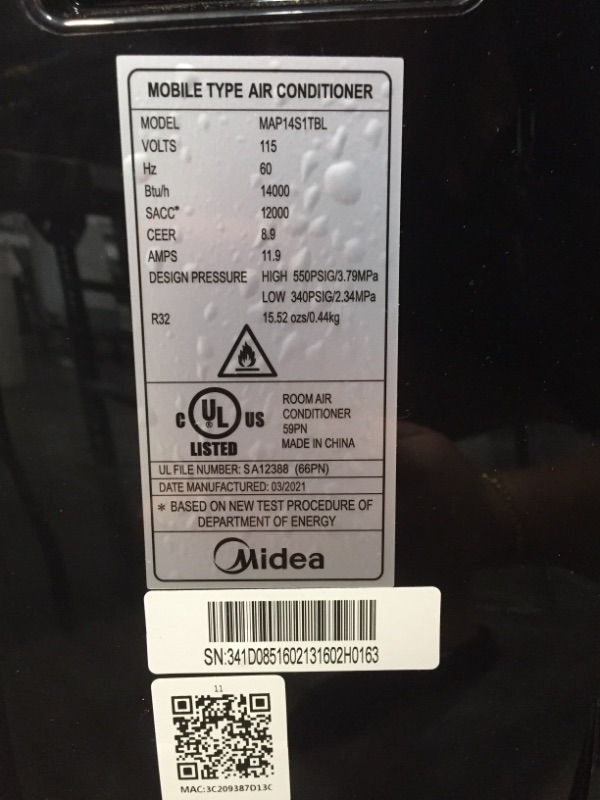 MOBILE TYPE AIR CONDITIONER
MODEL MAP14S1TBL
VOLTS 115
Hz 60
Btu/h 14000
SACC* 12000
CEER 8.9
AMPS 11.9
DESIGN PRESSURE HIGH 550PSIG/3.79MPa
LOW 340PSIG/2.34MPa
R32 15.52 ozs/0.44kg
C UL US
LISTED
ROOM AIR
CONDITIONER
59PN
MADE IN CHINA
UL FILE NUMBER: SA12388 (66PN)
DATE MANUFACTURED: 03/2021
* BASED ON NEW TEST PROCEDURE OF
DEPARTMENT OF ENERGY
Midea
SN:341D0851602131602H0163
11
MAC:3C209387D13C